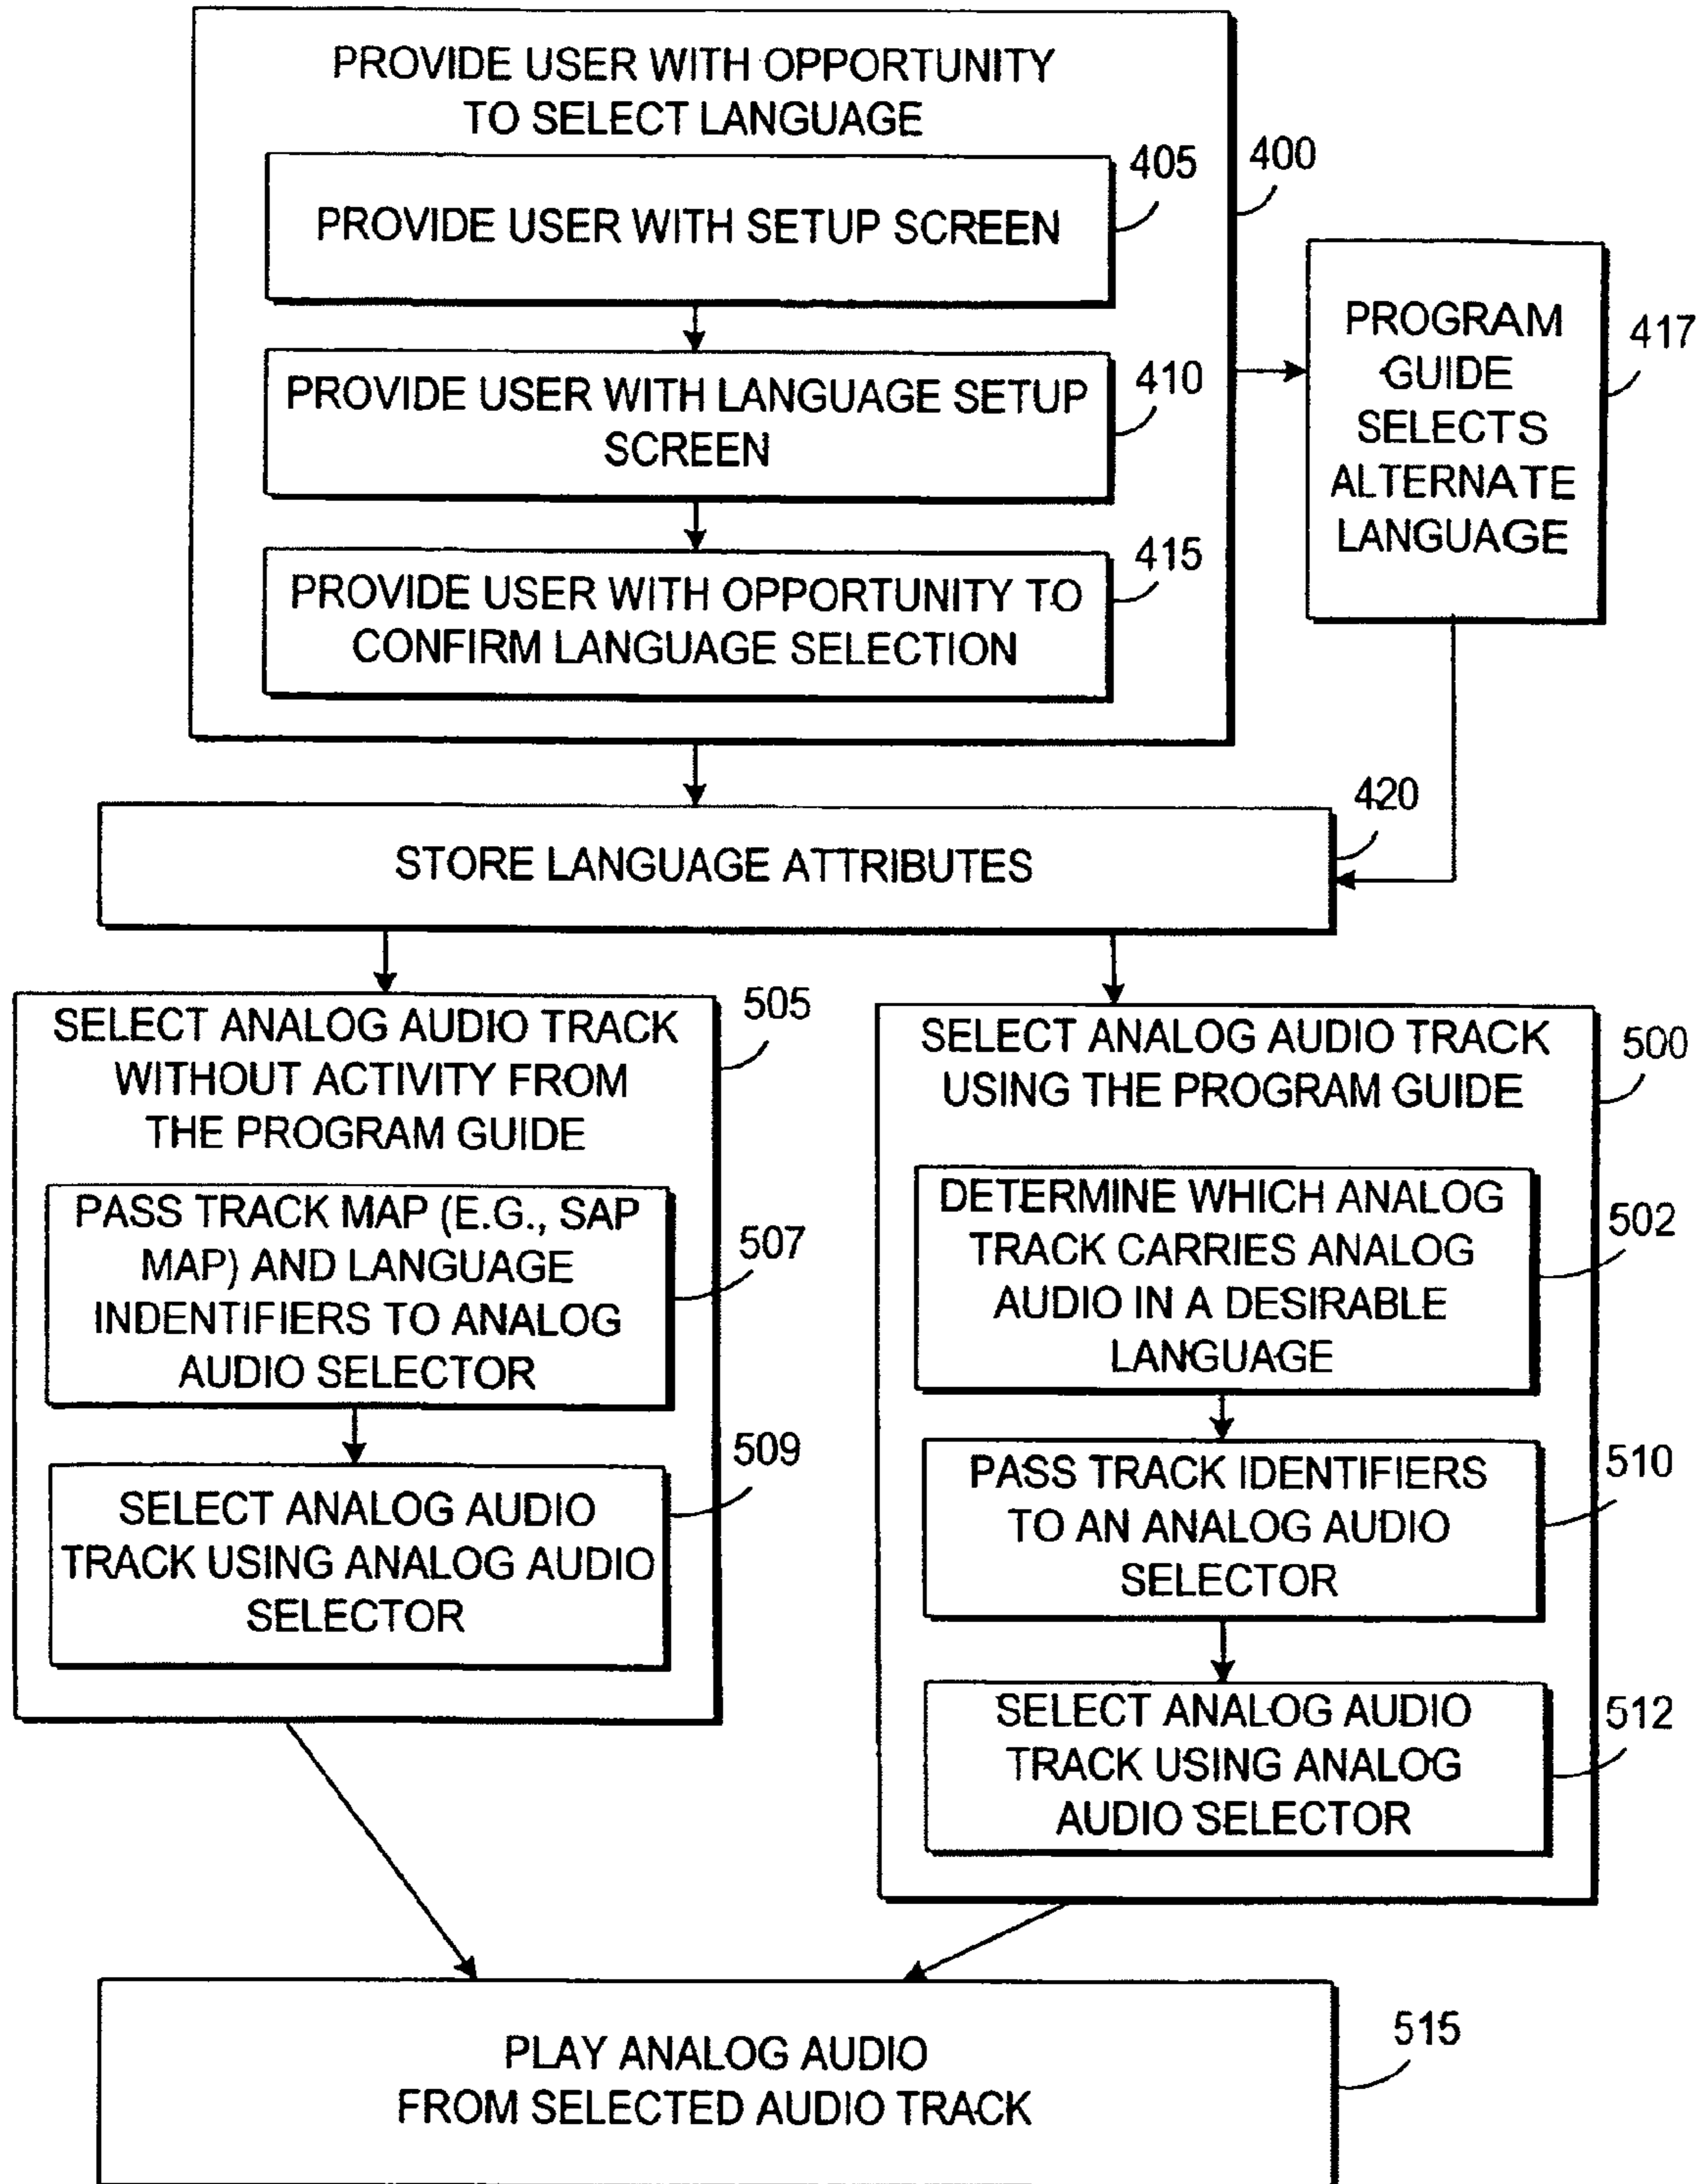 PROVIDE USER WITH OPPORTUNITY
TO SELECT LANGUAGE
405
400
PROVIDE USER WITH SETUP SCREEN
410
PROVIDE USER WITH LANGUAGE SETUP
SCREEN
415
PROVIDE USER WITH OPPORTUNITY TO
CONFIRM LANGUAGE SELECTION
PROGRAM
GUIDE
SELECTS
ALTERNATE
LANGUAGE
417
420
STORE LANGUAGE ATTRIBUTES
505
SELECT ANALOG AUDIO TRACK
WITHOUT ACTIVITY FROM
THE PROGRAM GUIDE
PASS TRACK MAP (E.G., SAP
MAP) AND LANGUAGE
INDENTIFIERS TO ANALOG
AUDIO SELECTOR
507
509
SELECT ANALOG AUDIO
TRACK USING ANALOG AUDIO
SELECTOR
SELECT ANALOG AUDIO TRACK
USING THE PROGRAM GUIDE
500
DETERMINE WHICH ANALOG
TRACK CARRIES ANALOG
AUDIO IN A DESIRABLE
LANGUAGE
502
PASS TRACK IDENTIFIERS
TO AN ANALOG AUDIO
SELECTOR
510
SELECT ANALOG AUDIO
TRACK USING ANALOG
AUDIO SELECTOR
512
PLAY ANALOG AUDIO
FROM SELECTED AUDIO TRACK
515